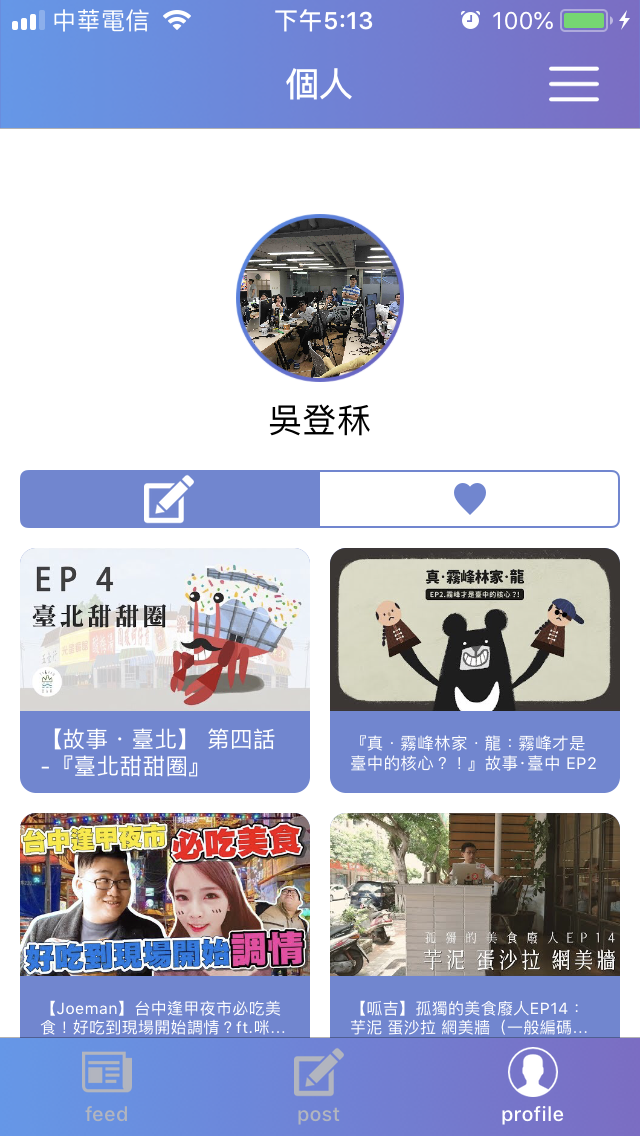 中華電信
下午5:13
100%
個人
吳登秝
EP 4
臺北甜甜圈
真·霧峰林家·龍
EP2.霧峰才是臺中的核心?!
【故事．臺北】 第四話
-『臺北甜甜圈』
『真．霧峰林家．龍：霧峰才是
臺中的核心？！』故事·臺中 EP2
台中逢甲夜市
必吃美食
好吃到現場開始調情
孤獨的美食廢人EP14
芋泥 蛋沙拉 網美牆
【Joeman】台中逢甲夜市必吃美
食！好吃到現場開始調情？ft.咪...
【呱吉】孤獨的美食廢人EP14：
芋泥 蛋沙拉 網美牆（一般編碼...
feed
post
profile